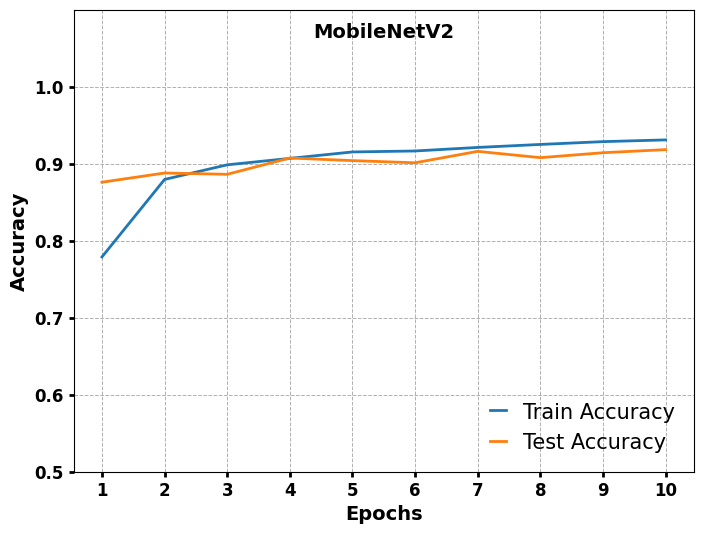 MobileNetV2
1.0
0.9
0.8
0.7
0.6
0.5
Accuracy
Train Accuracy
Test Accuracy
1 2 3 4 5 6 7 8 9 10
Epochs